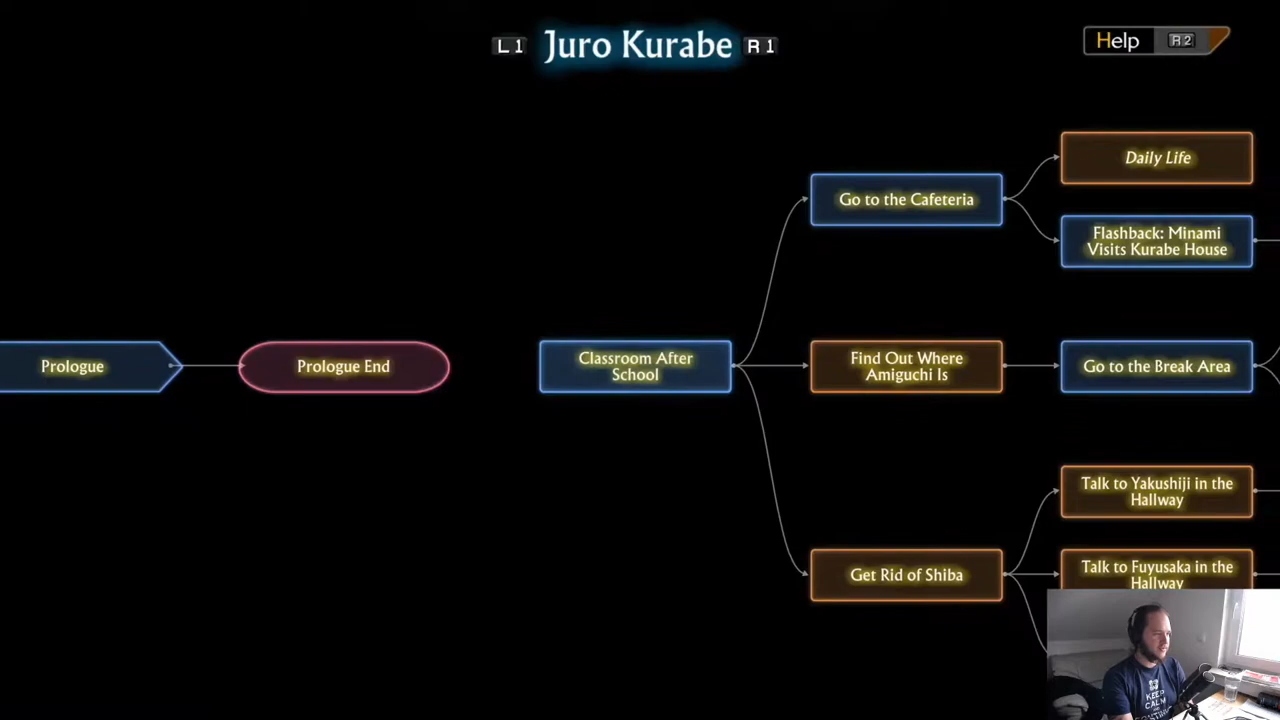 L1 Juro Kurabe R1
Help R2
Daily Life
Go to the Cafeteria
Flashback: Minami
Visits Kurabe House
Prologue
Prologue End
Classroom After
School
Find Out Where
Amiguchi Is
Go to the Break Area
Talk to Yakushiji in the
Hallway
Get Rid of Shiba
Talk to Fuyusaka in the
Hallway
KEEP
CALM